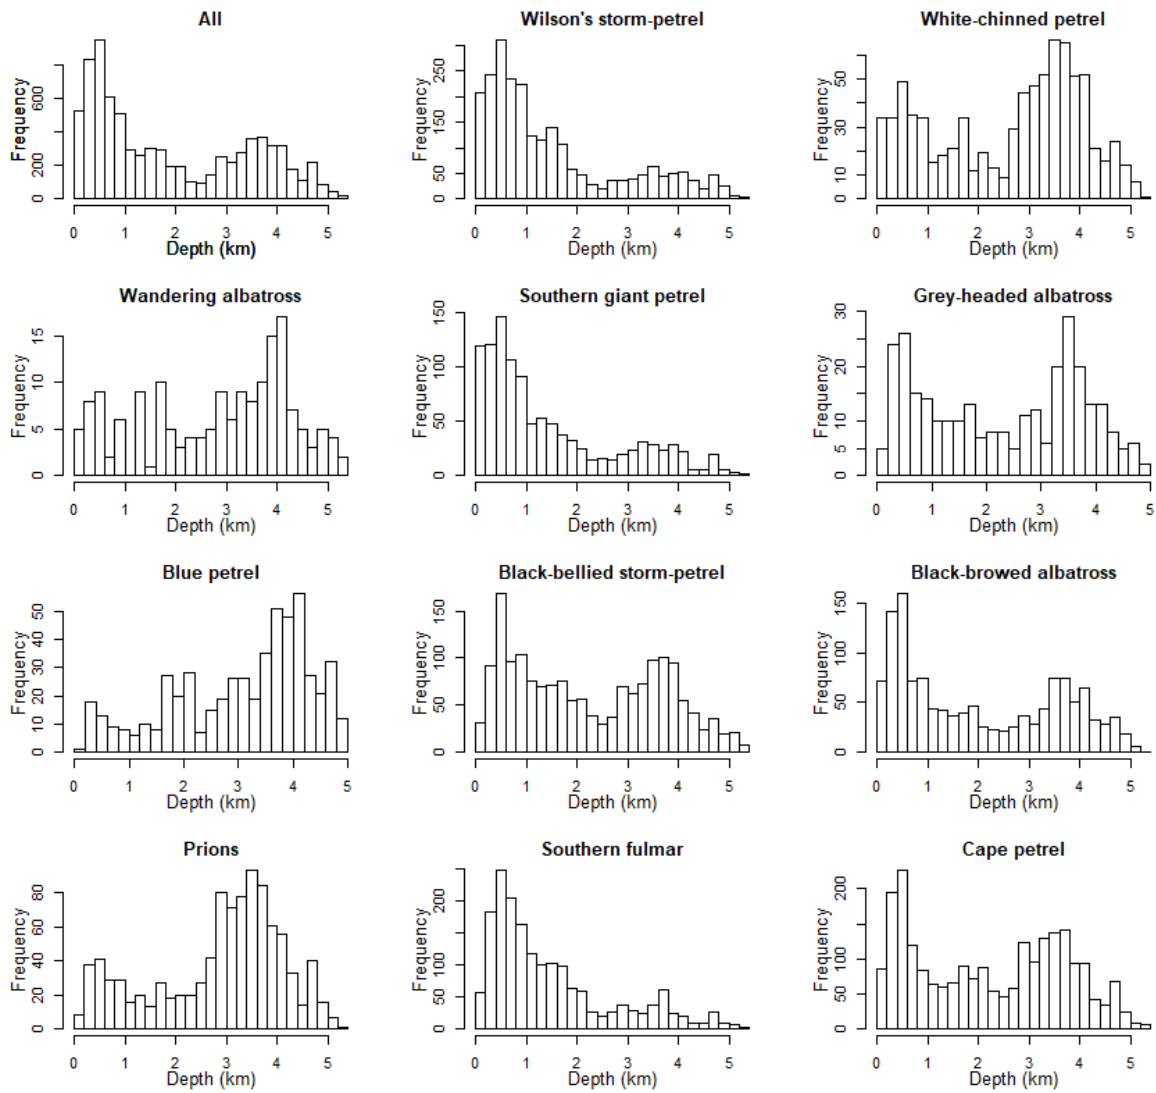 All
Frequency
0 200 600
0 1 2 3 4 5
Depth (km)
Wilson's storm-petrel
Frequency
0 50 150 250
0 1 2 3 4 5
Depth (km)
White-chinned petrel
Frequency
0 10 30 50
0 1 2 3 4 5
Depth (km)
Wandering albatross
Frequency
0 5 10 15
0 1 2 3 4 5
Depth (km)
Southern giant petrel
Frequency
0 50 100 150
0 1 2 3 4 5
Depth (km)
Grey-headed albatross
Frequency
0 5 10 20 30
0 1 2 3 4 5
Depth (km)
Blue petrel
Frequency
0 10 20 30 40 50
0 1 2 3 4 5
Depth (km)
Black-bellied storm-petrel
Frequency
0 50 100 150
0 1 2 3 4 5
Depth (km)
Black-browed albatross
Frequency
0 50 100 150
0 1 2 3 4 5
Depth (km)
Prions
Frequency
0 20 40 60 80
0 1 2 3 4 5
Depth (km)
Southern fulmar
Frequency
0 50 100 200
0 1 2 3 4 5
Depth (km)
Cape petrel
Frequency
0 50 100 200
0 1 2 3 4 5
Depth (km)